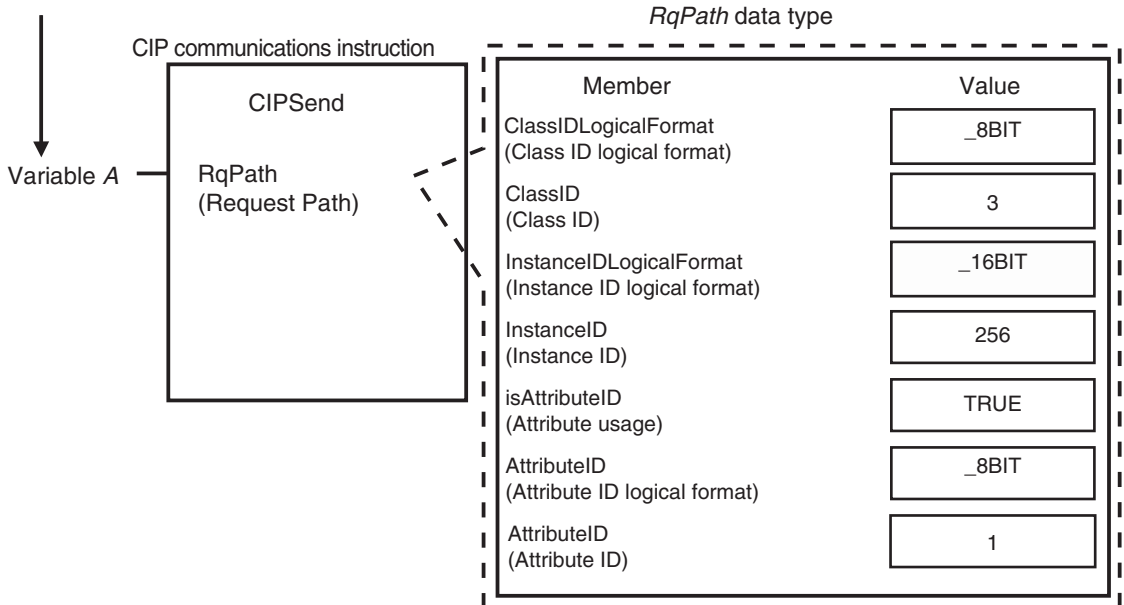 RqPath data type
CIP communications instruction
CIPSend
Variable A
RqPath
(Request Path)
Member Value
ClassIDLogicalFormat
(Class ID logical format)
_8BIT
ClassID
(Class ID)
3
InstanceIDLogicalFormat
(Instance ID logical format)
_16BIT
InstanceID
(Instance ID)
256
isAttributeID
(Attribute usage)
TRUE
AttributeID
(Attribute ID logical format)
_8BIT
AttributeID
(Attribute ID)
1